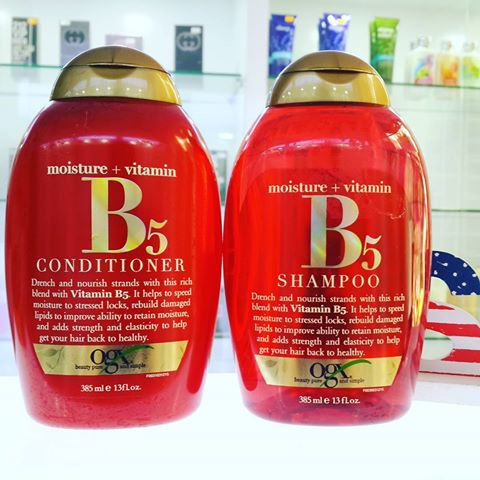 moisture + vitamin
B5
CONDITIONER
Drench and nourish strands with this rich
blend with Vitamin B5. It helps to speed
moisture to stressed locks, rebuild damaged
lipids to improve ability to retain moisture,
and adds strength and elasticity to help
get your hair back to healthy.
ogx
beauty pure and simple
385 ml e 13 fl oz.
moisture + vitamin
B5
SHAMPOO
Drench and nourish strands with this rich
blend with Vitamin B5. It helps to speed
moisture to stressed locks, rebuild damaged
lipids to improve ability to retain moisture,
and adds strength and elasticity to help
get your hair back to healthy.
ogx
beauty pure and simple
385 ml e 13 fl oz.